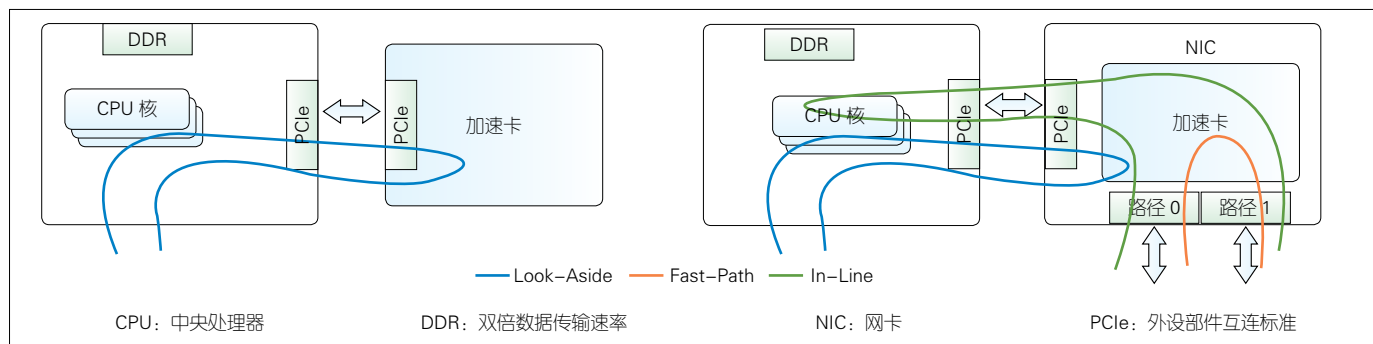 DDR
CPU 核
PCIe
PCIe
加速卡
DDR
CPU 核
PCIe
PCIe
NIC
加速卡
路径 0
路径 1
Look-Aside
Fast-Path
In-Line
CPU：中央处理器
DDR：双倍数据传输速率
NIC：网卡
PCIe：外设部件互连标准